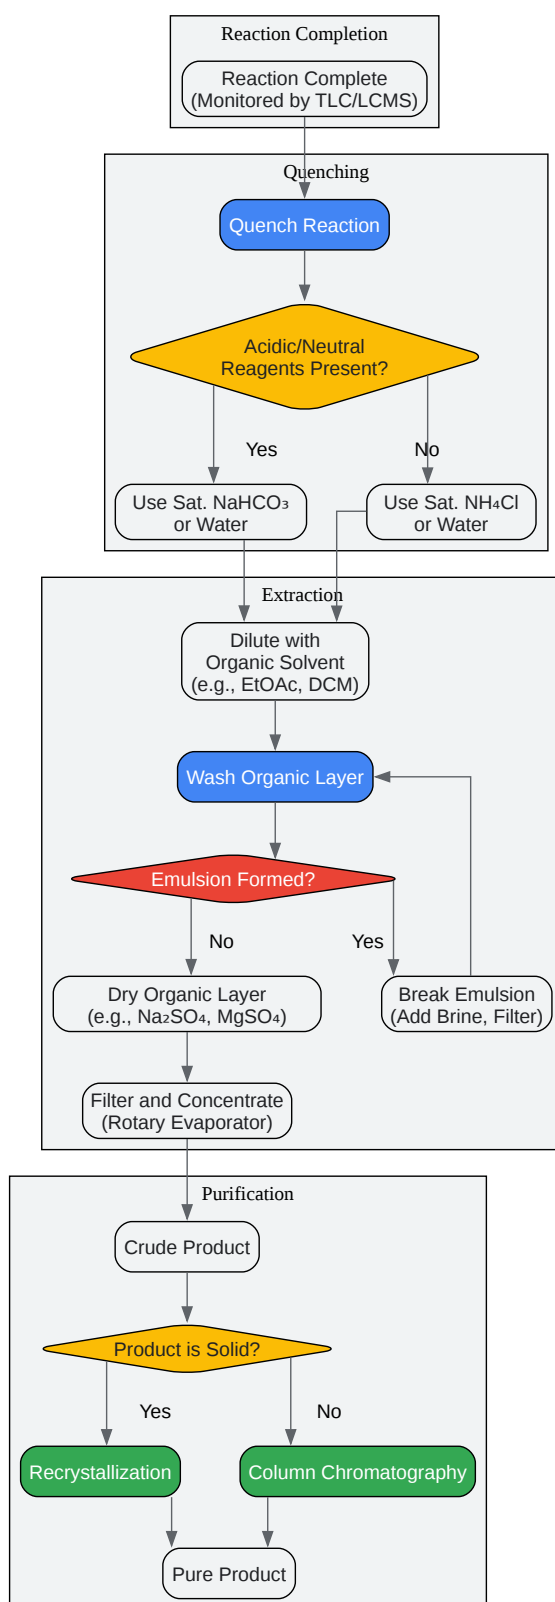 Reaction Completion
Reaction Complete
(Monitored by TLC/LCMS)
Quenching
Quench Reaction
Acidic/Neutral
Reagents Present?
Yes
No
Use Sat. NaHCO₃
or Water
Use Sat. NH₄Cl
or Water
Extraction
Dilute with
Organic Solvent
(e.g., EtOAc, DCM)
Wash Organic Layer
Emulsion Formed?
No
Yes
Dry Organic Layer
(e.g., Na₂SO₄, MgSO₄)
Break Emulsion
(Add Brine, Filter)
Filter and Concentrate
(Rotary Evaporator)
Purification
Crude Product
Product is Solid?
Yes
No
Recrystallization
Column Chromatography
Pure Product